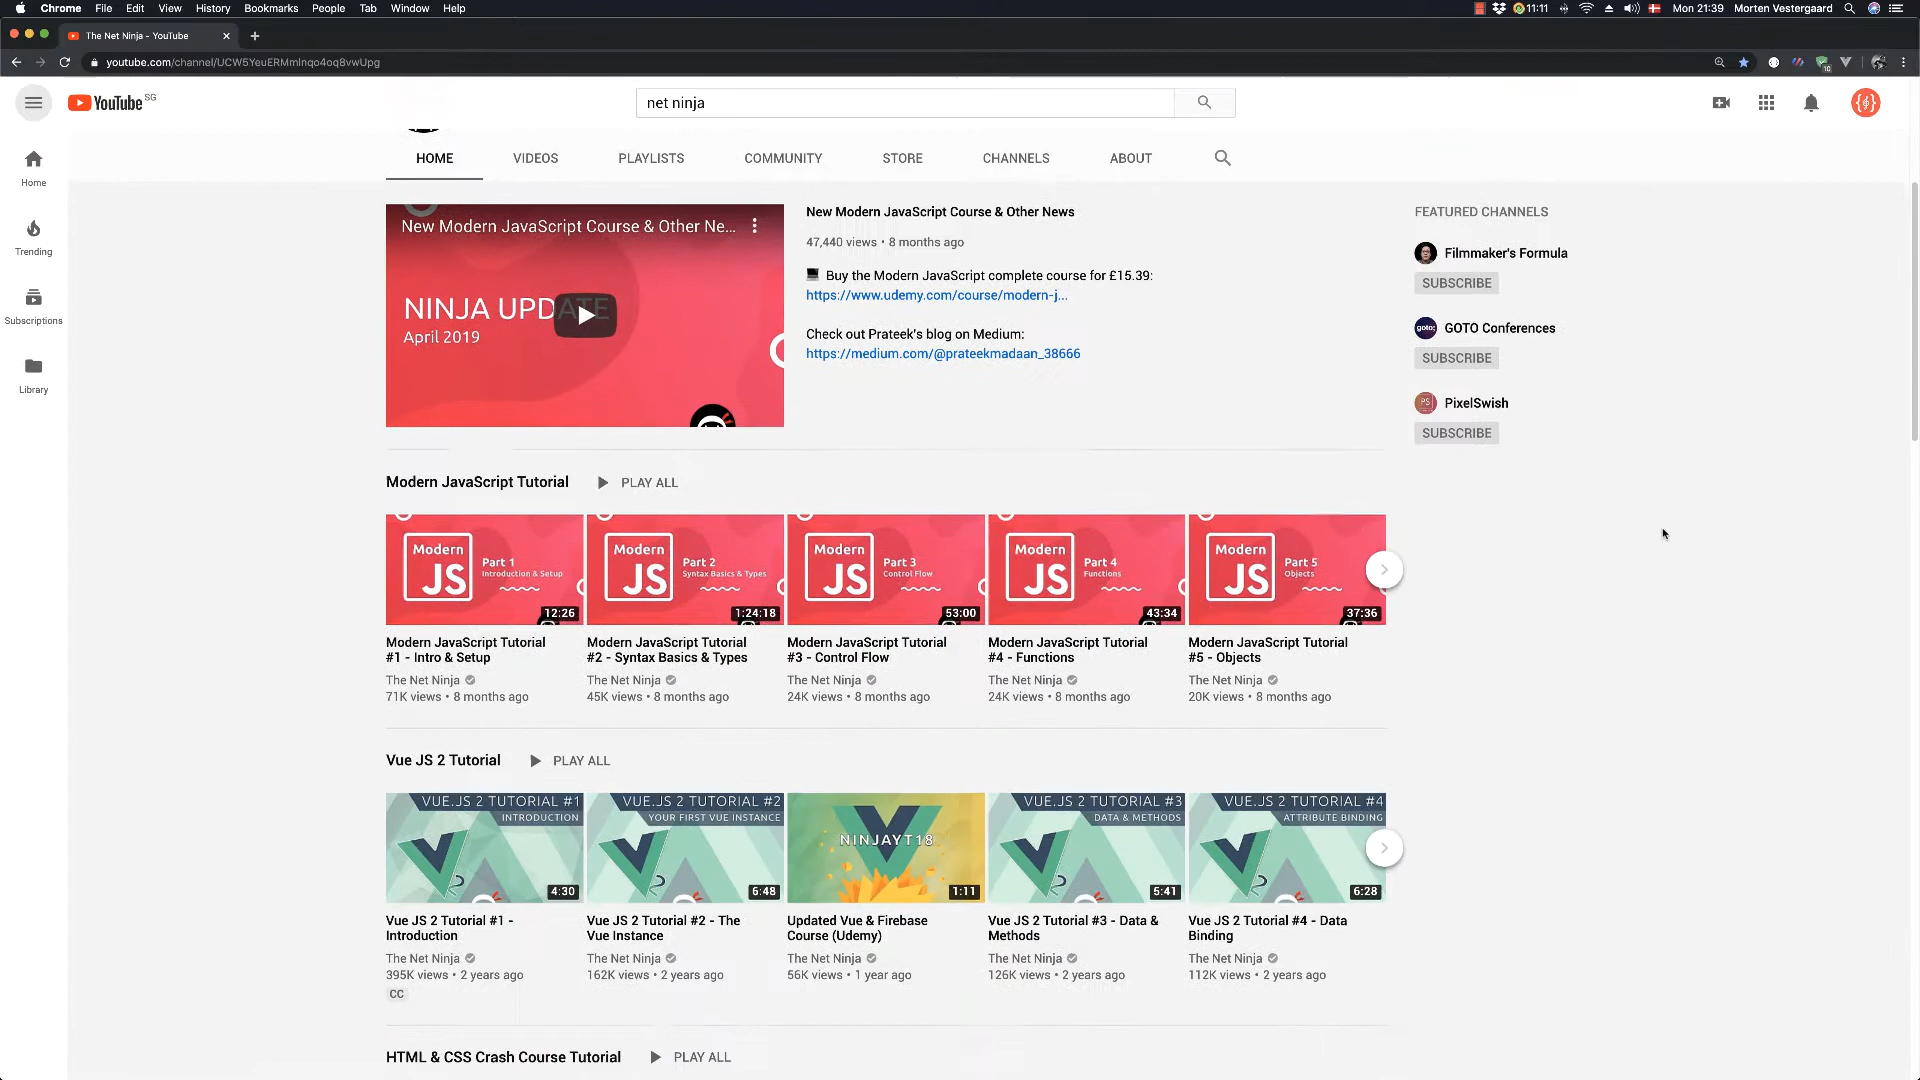 Chrome File Edit View History Bookmarks People Tab Window Help
11:11 Mon 21:39 Morten Vestergaard
The Net Ninja - YouTube
youtube.com/channel/UCW5YeuERMmlnqo4oq8vwUpg
10
YouTube SG
net ninja
HOME VIDEOS PLAYLISTS COMMUNITY STORE CHANNELS ABOUT
Home
Trending
Subscriptions
Library
New Modern JavaScript Course & Other Ne...
NINJA UPDATE
April 2019
New Modern JavaScript Course & Other News
47,440 views • 8 months ago
Buy the Modern JavaScript complete course for £15.39:
https://www.udemy.com/course/modern-j...
Check out Prateek's blog on Medium:
https://medium.com/@prateekmadaan_38666
FEATURED CHANNELS
Filmmaker's Formula
SUBSCRIBE
goto;
GOTO Conferences
SUBSCRIBE
PS
PixelSwish
SUBSCRIBE
Modern JavaScript Tutorial PLAY ALL
Modern
JS
Part 1
Introduction & Setup
12:26
Modern JavaScript Tutorial
#1 - Intro & Setup
The Net Ninja
71K views • 8 months ago
Modern
JS
Part 2
Syntax Basics & Types
1:24:18
Modern JavaScript Tutorial
#2 - Syntax Basics & Types
The Net Ninja
45K views • 8 months ago
Modern
JS
Part 3
Control Flow
53:00
Modern JavaScript Tutorial
#3 - Control Flow
The Net Ninja
24K views • 8 months ago
Modern
JS
Part 4
Functions
43:34
Modern JavaScript Tutorial
#4 - Functions
The Net Ninja
24K views • 8 months ago
Modern
JS
Part 5
Objects
37:36
Modern JavaScript Tutorial
#5 - Objects
The Net Ninja
20K views • 8 months ago
Vue JS 2 Tutorial PLAY ALL
VUE.JS 2 TUTORIAL #1
INTRODUCTION
2
4:30
Vue JS 2 Tutorial #1 -
Introduction
The Net Ninja
395K views • 2 years ago
CC
VUE.JS 2 TUTORIAL #2
YOUR FIRST VUE INSTANCE
2
6:48
Vue JS 2 Tutorial #2 - The
Vue Instance
The Net Ninja
162K views • 2 years ago
NINJAYT18
1:11
Updated Vue & Firebase
Course (Udemy)
The Net Ninja
56K views • 1 year ago
VUE.JS 2 TUTORIAL #3
DATA & METHODS
2
5:41
Vue JS 2 Tutorial #3 - Data &
Methods
The Net Ninja
126K views • 2 years ago
VUE.JS 2 TUTORIAL #4
ATTRIBUTE BINDING
2
6:28
Vue JS 2 Tutorial #4 - Data
Binding
The Net Ninja
112K views • 2 years ago
HTML & CSS Crash Course Tutorial PLAY ALL